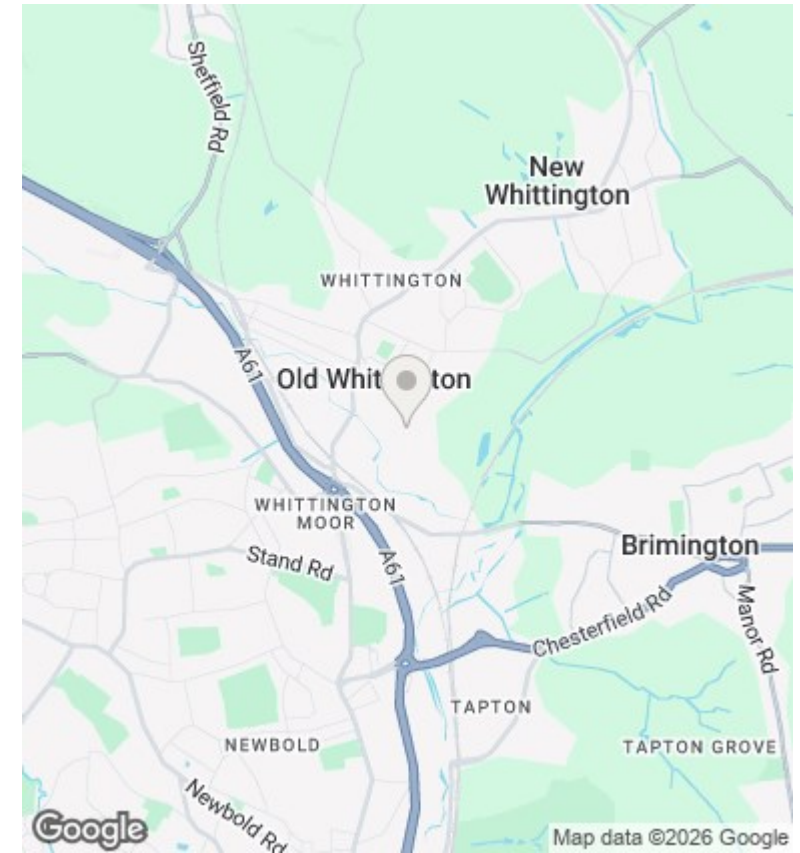 Sheffield Rd
New
Whittington
WHITTINGTON
A61
Old Whit ton
WHITTINGTON
MOOR
Stand Rd
A61
Brimington
Chesterfield Rd
Manor Rd
TAPTON
NEWBOLD
TAPTON GROVE
Newbold Rd
Google
Map data ©2026 Google